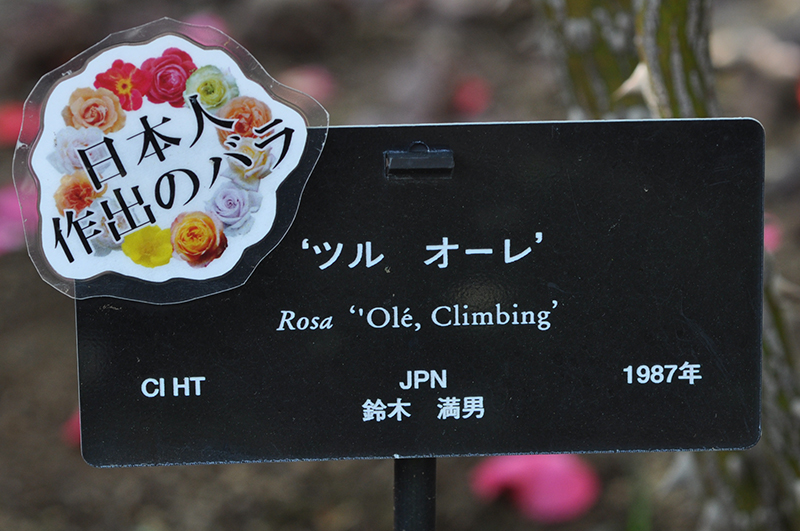 日本人
作出のバラ
‘ツル　オーレ’
Rosa ‘'Olé, Climbing’
Cl HT
JPN
1987年
鈴木　満男